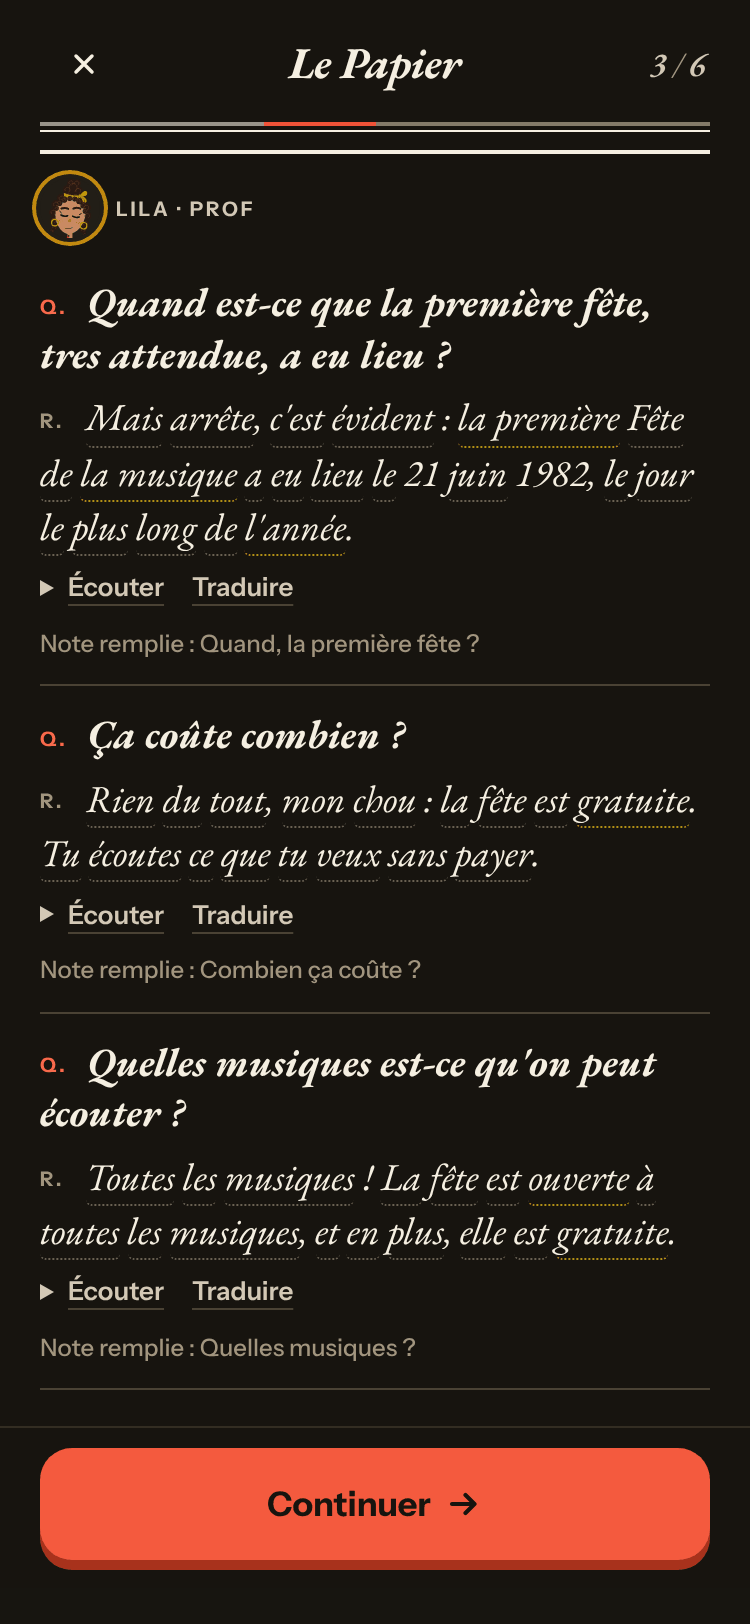 Le Papier
3 / 6
LILA · PROF
Q. Quand est-ce que la première fête,
tres attendue, a eu lieu ?
R. Mais arrête, c'est évident : la première Fête
de la musique a eu lieu le 21 juin 1982, le jour
le plus long de l'année.
Écouter Traduire
Note remplie : Quand, la première fête ?
Q. Ça coûte combien ?
R. Rien du tout, mon chou : la fête est gratuite.
Tu écoutes ce que tu veux sans payer.
Écouter Traduire
Note remplie : Combien ça coûte ?
Q. Quelles musiques est-ce qu'on peut
écouter ?
R. Toutes les musiques ! La fête est ouverte à
toutes les musiques, et en plus, elle est gratuite.
Écouter Traduire
Note remplie : Quelles musiques ?
Continuer →